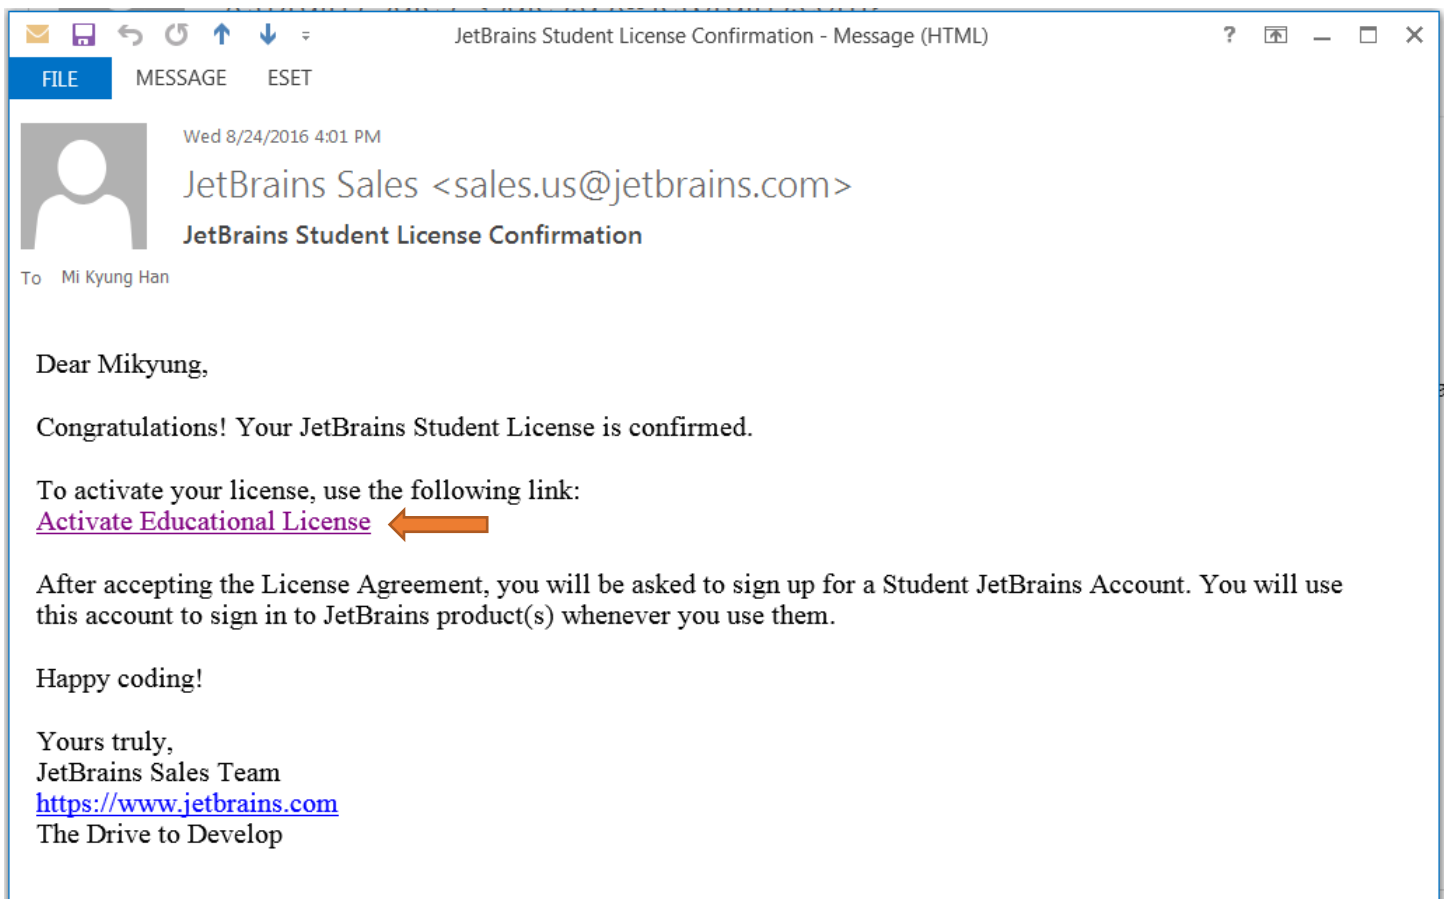 JetBrains Student License Confirmation - Message (HTML)
?
FILE MESSAGE ESET
Wed 8/24/2016 4:01 PM
JetBrains Sales <sales.us@jetbrains.com>
JetBrains Student License Confirmation
To Mi Kyung Han
Dear Mikyung,
Congratulations! Your JetBrains Student License is confirmed.
To activate your license, use the following link:
Activate Educational License
After accepting the License Agreement, you will be asked to sign up for a Student JetBrains Account. You will use
this account to sign in to JetBrains product(s) whenever you use them.
Happy coding!
Yours truly,
JetBrains Sales Team
https://www.jetbrains.com
The Drive to Develop